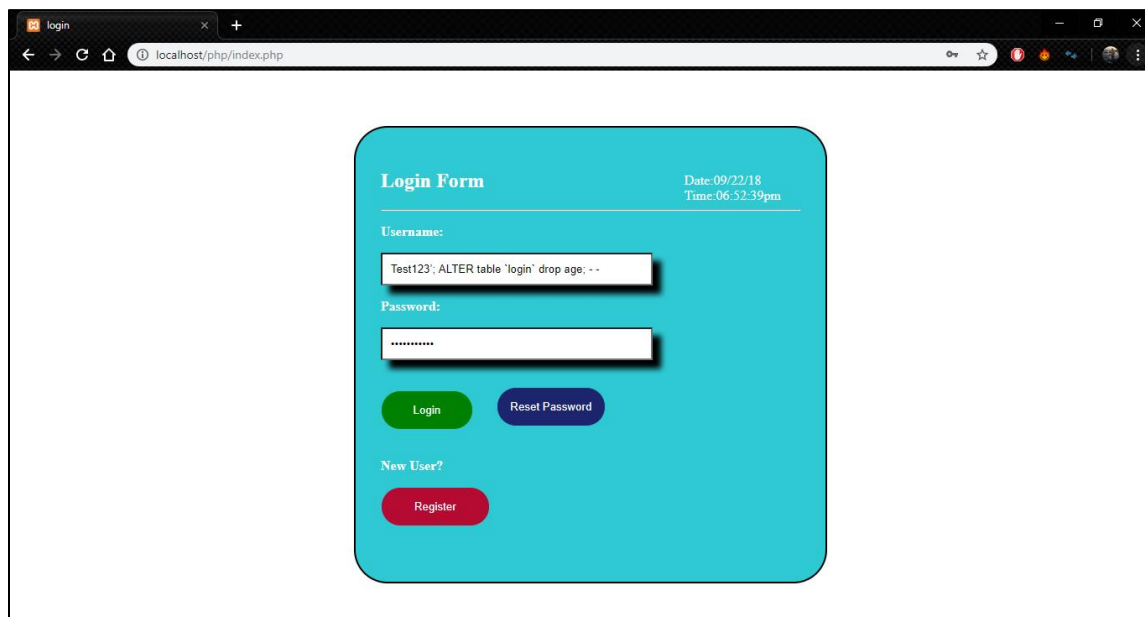 login
localhost/php/index.php
Login Form
Date:09/22/18
Time:06:52:39pm
Username:
Test123'; ALTER table `login` drop age; - -
Password:
Login
Reset Password
New User?
Register